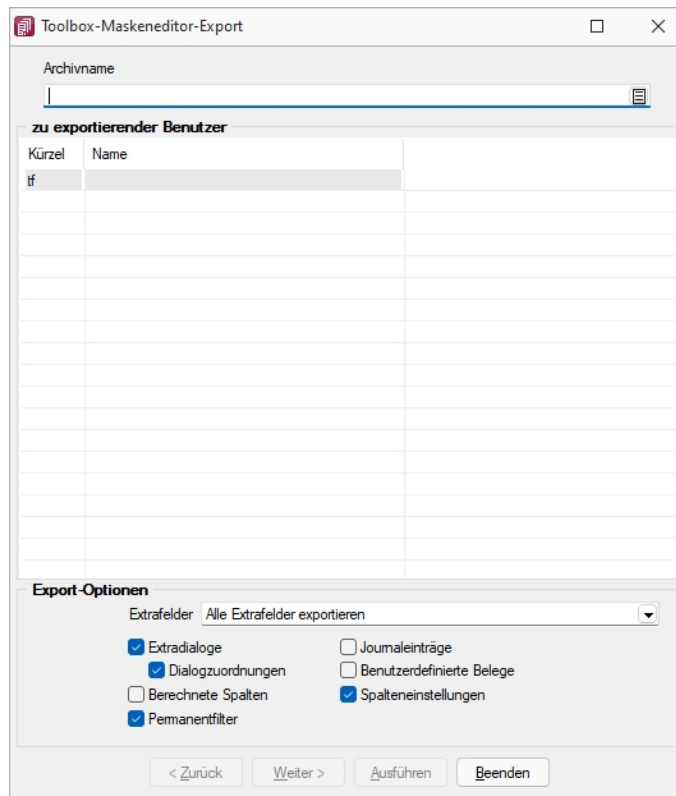 Toolbox-Maskeneditor-Export
Archivname
zu exportierender Benutzer
Kürzel Name
tf
Export-Optionen
Extrafelder Alle Extrafelder exportieren
Extradialoge Journaleinträge
Dialogzuordnungen Benutzerdefinierte Belege
Berechnete Spalten Spalteneinstellungen
Permanentfilter
< Zurück Weiter > Ausführen Beenden